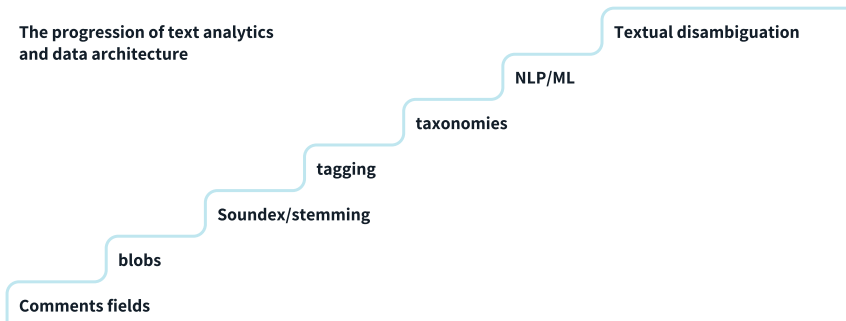 The progression of text analytics
and data architecture
Textual disambiguation
NLP/ML
taxonomies
tagging
Soundex/stemming
blobs
Comments fields